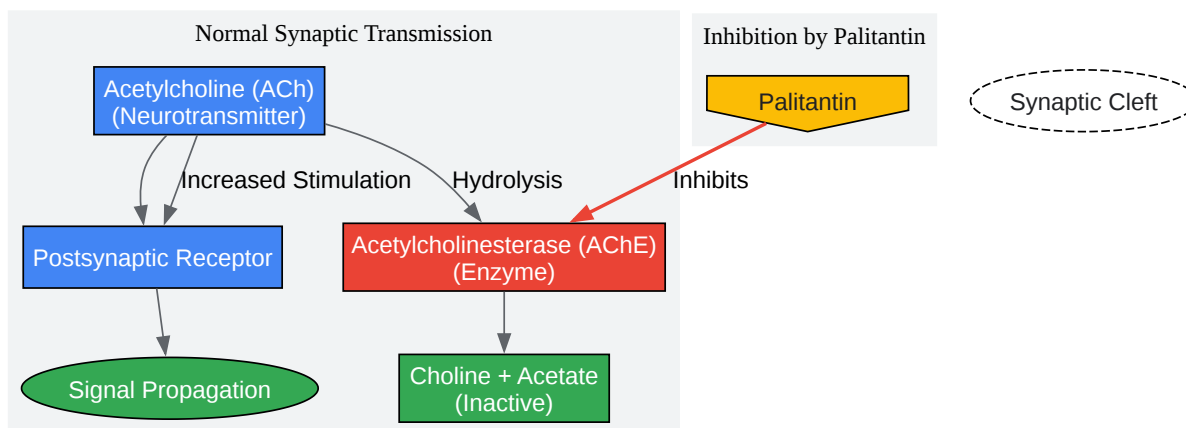 Normal Synaptic Transmission
Inhibition by Palitantin
Acetylcholine (ACh)
(Neurotransmitter)
Palitantin
Synaptic Cleft
Increased Stimulation
Hydrolysis
Inhibits
Postsynaptic Receptor
Acetylcholinesterase (AChE)
(Enzyme)
Signal Propagation
Choline + Acetate
(Inactive)